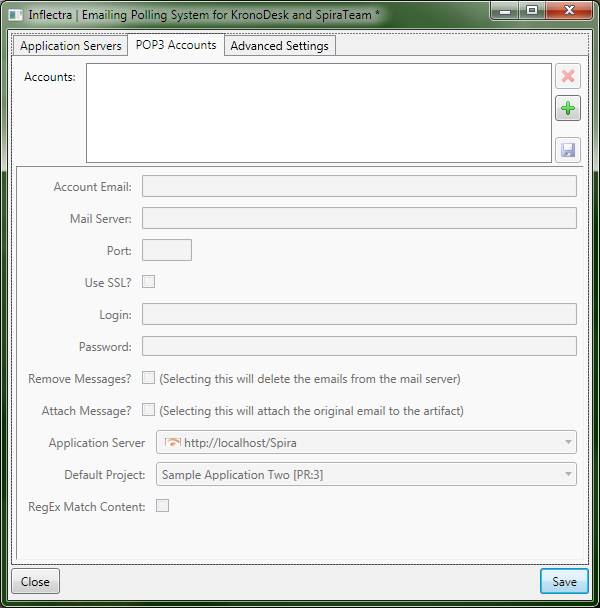 Inflectra | Emailing Polling System for KronoDesk and SpiraTeam *
Application Servers POP3 Accounts Advanced Settings
Accounts:
Account Email:
Mail Server:
Port:
Use SSL?
Login:
Password:
Remove Messages? (Selecting this will delete the emails from the mail server)
Attach Message? (Selecting this will attach the original email to the artifact)
Application Server http://localhost/Spira
Default Project: Sample Application Two [PR:3]
RegEx Match Content:
Close Save